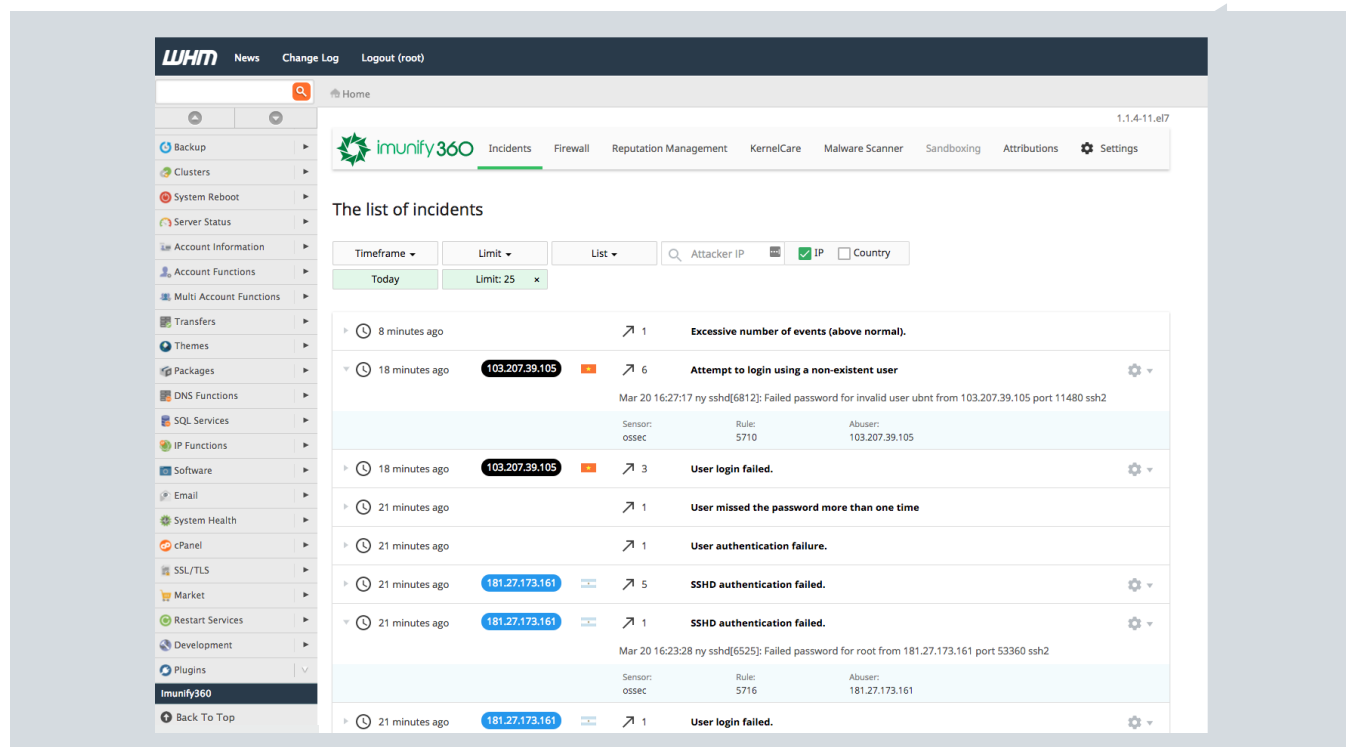 WHM News Change Log Logout (root)
Home
1.1.4-11.el7
imunify360 Incidents Firewall Reputation Management KernelCare Malware Scanner Sandboxing Attributions Settings
Backup
Clusters
System Reboot
Server Status
Account Information
Account Functions
Multi Account Functions
Transfers
Themes
Packages
DNS Functions
SQL Services
IP Functions
Software
Email
System Health
cPanel
SSL/TLS
Market
Restart Services
Development
Plugins
Imunify360
Back To Top
The list of incidents
Timeframe Limit List Attacker IP IP Country
Today Limit: 25 ×
8 minutes ago 1 Excessive number of events (above normal).
18 minutes ago 103.207.39.105 6 Attempt to login using a non-existent user
Mar 20 16:27:17 ny sshd[6812]: Failed password for invalid user ubnt from 103.207.39.105 port 11480 ssh2
Sensor: Rule: Abuser:
ossec 5710 103.207.39.105
18 minutes ago 103.207.39.105 3 User login failed.
21 minutes ago 1 User missed the password more than one time
21 minutes ago 1 User authentication failure.
21 minutes ago 181.27.173.161 5 SSHD authentication failed.
21 minutes ago 181.27.173.161 1 SSHD authentication failed.
Mar 20 16:23:28 ny sshd[6525]: Failed password for root from 181.27.173.161 port 53360 ssh2
Sensor: Rule: Abuser:
ossec 5716 181.27.173.161
21 minutes ago 181.27.173.161 1 User login failed.